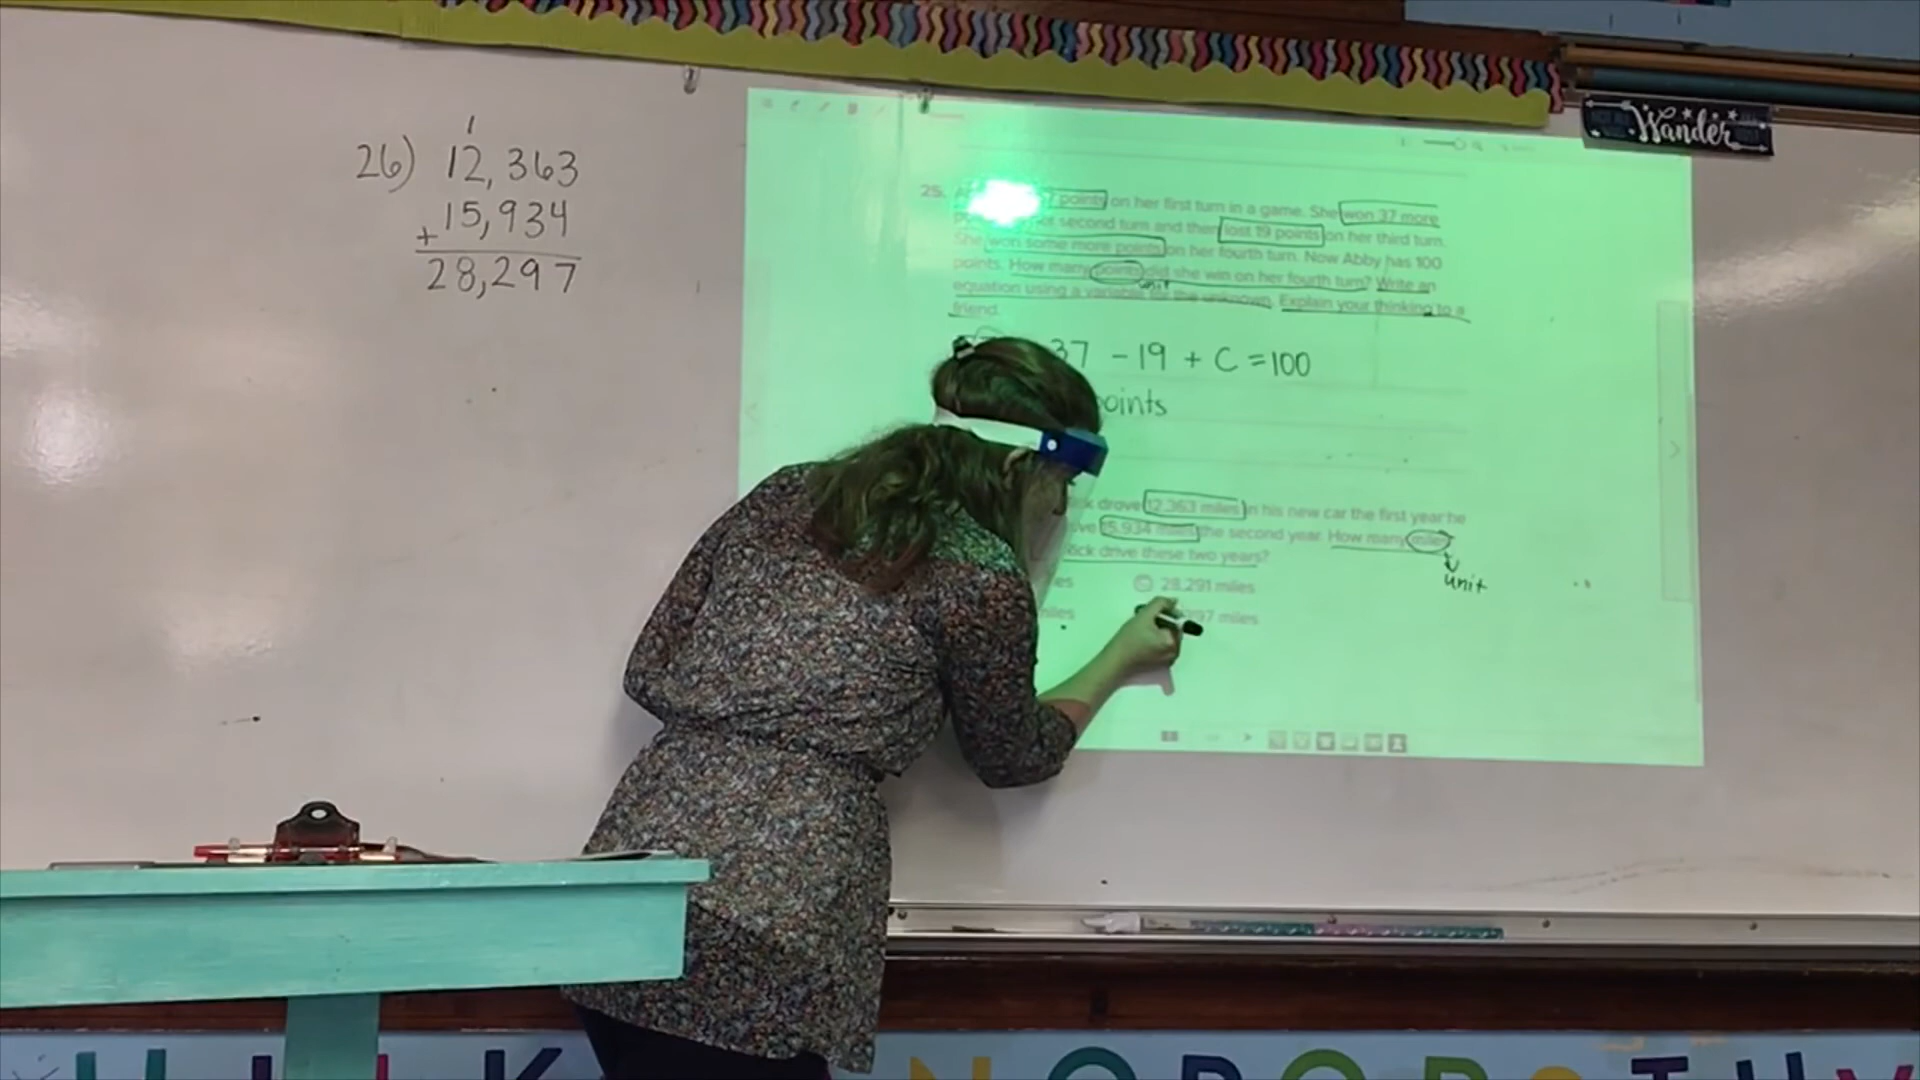 26) 1
12,363
+ 15,934
28,297
Wander
25. points on her first turn in a game. She won 37 more
second turn and then lost 19 points on her third turn.
She won some more points on her fourth turn. Now Abby has 100
points. How many points did she win on her fourth turn? Write an
unit
equation using a variable for the unknown. Explain your thinking to a
friend.
37 - 19 + C = 100
points
drove 12,363 miles in his new car the first year he
15,934 miles the second year. How many miles
Rick drive these two years?
unit
C 28,291 miles
miles
97 miles
U L K N O P Q R S T U V